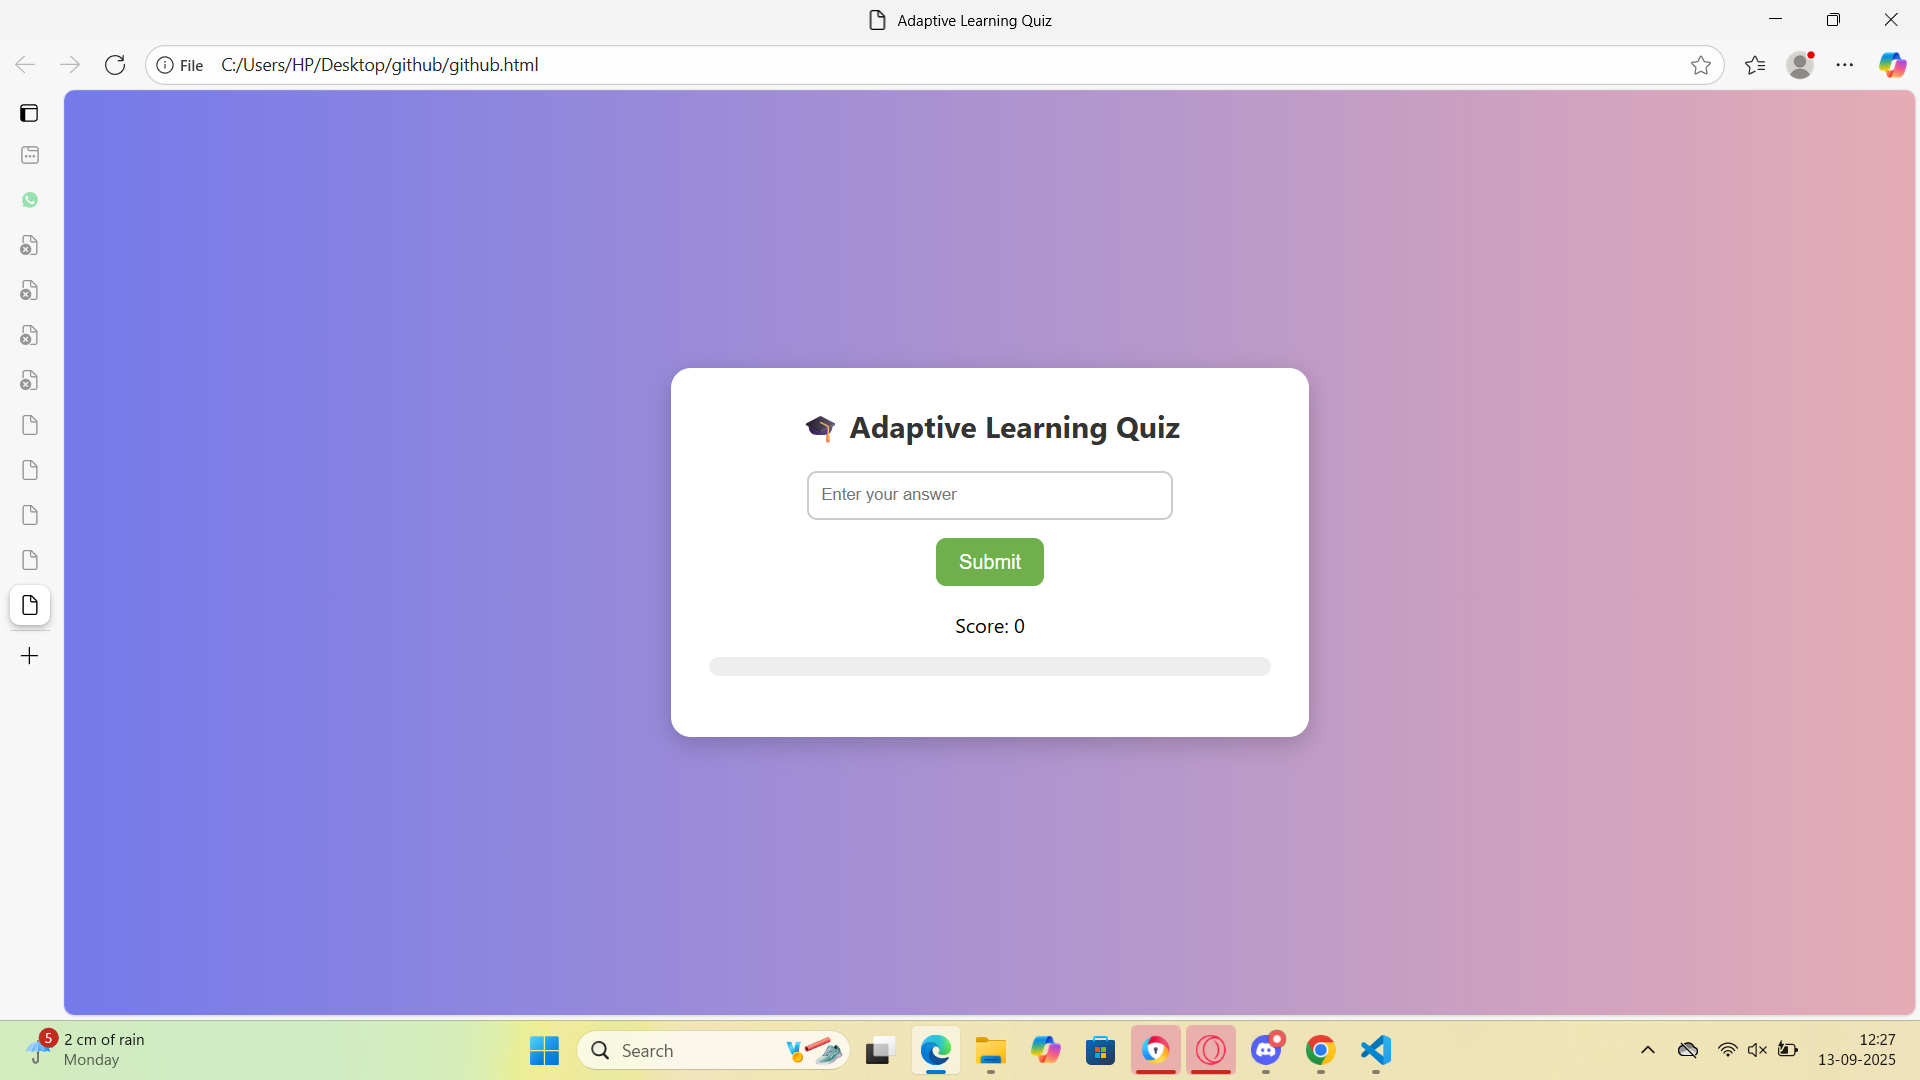 Adaptive Learning Quiz
File C:/Users/HP/Desktop/github/github.html
Adaptive Learning Quiz
Enter your answer
Submit
Score: 0
5
2 cm of rain
Monday
Search
12:27
13-09-2025